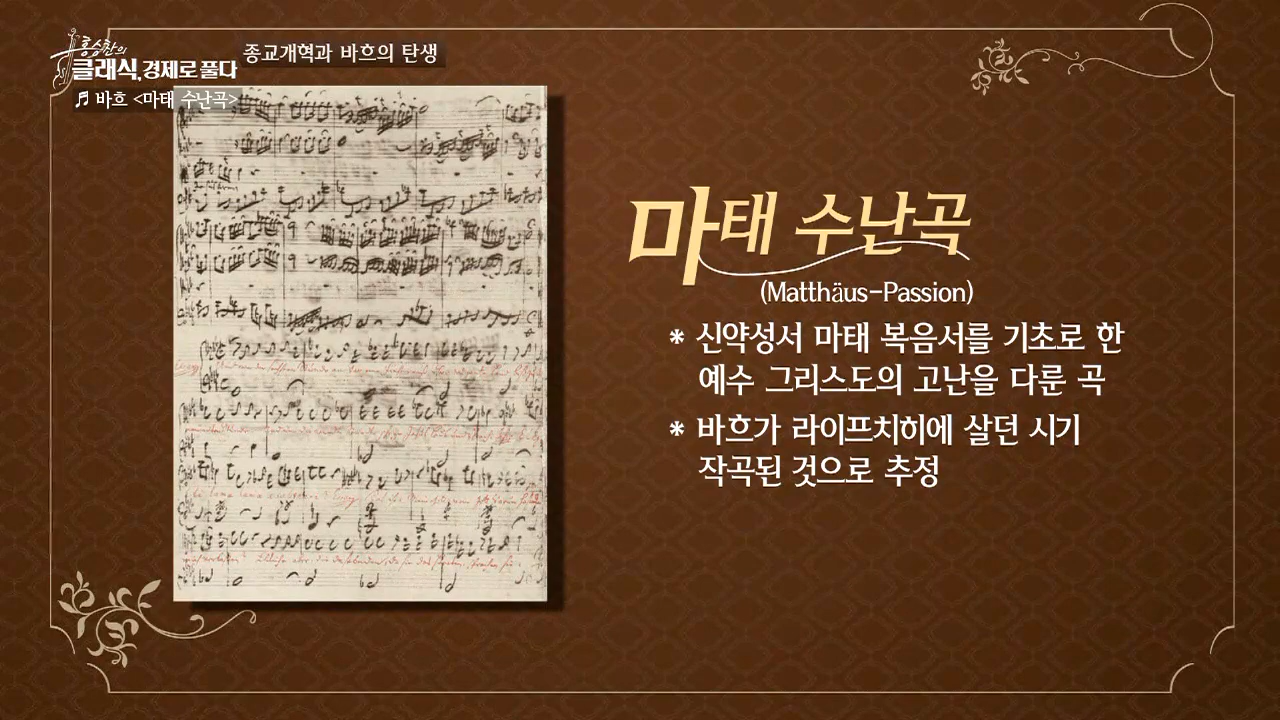 홍승찬의
클래식, 경제로 풀다
종교개혁과 바흐의 탄생
♬ 바흐 <마태 수난곡>
마태 수난곡
(Matthäus-Passion)
* 신약성서 마태 복음서를 기초로 한
예수 그리스도의 고난을 다룬 곡
* 바흐가 라이프치히에 살던 시기
작곡된 것으로 추정